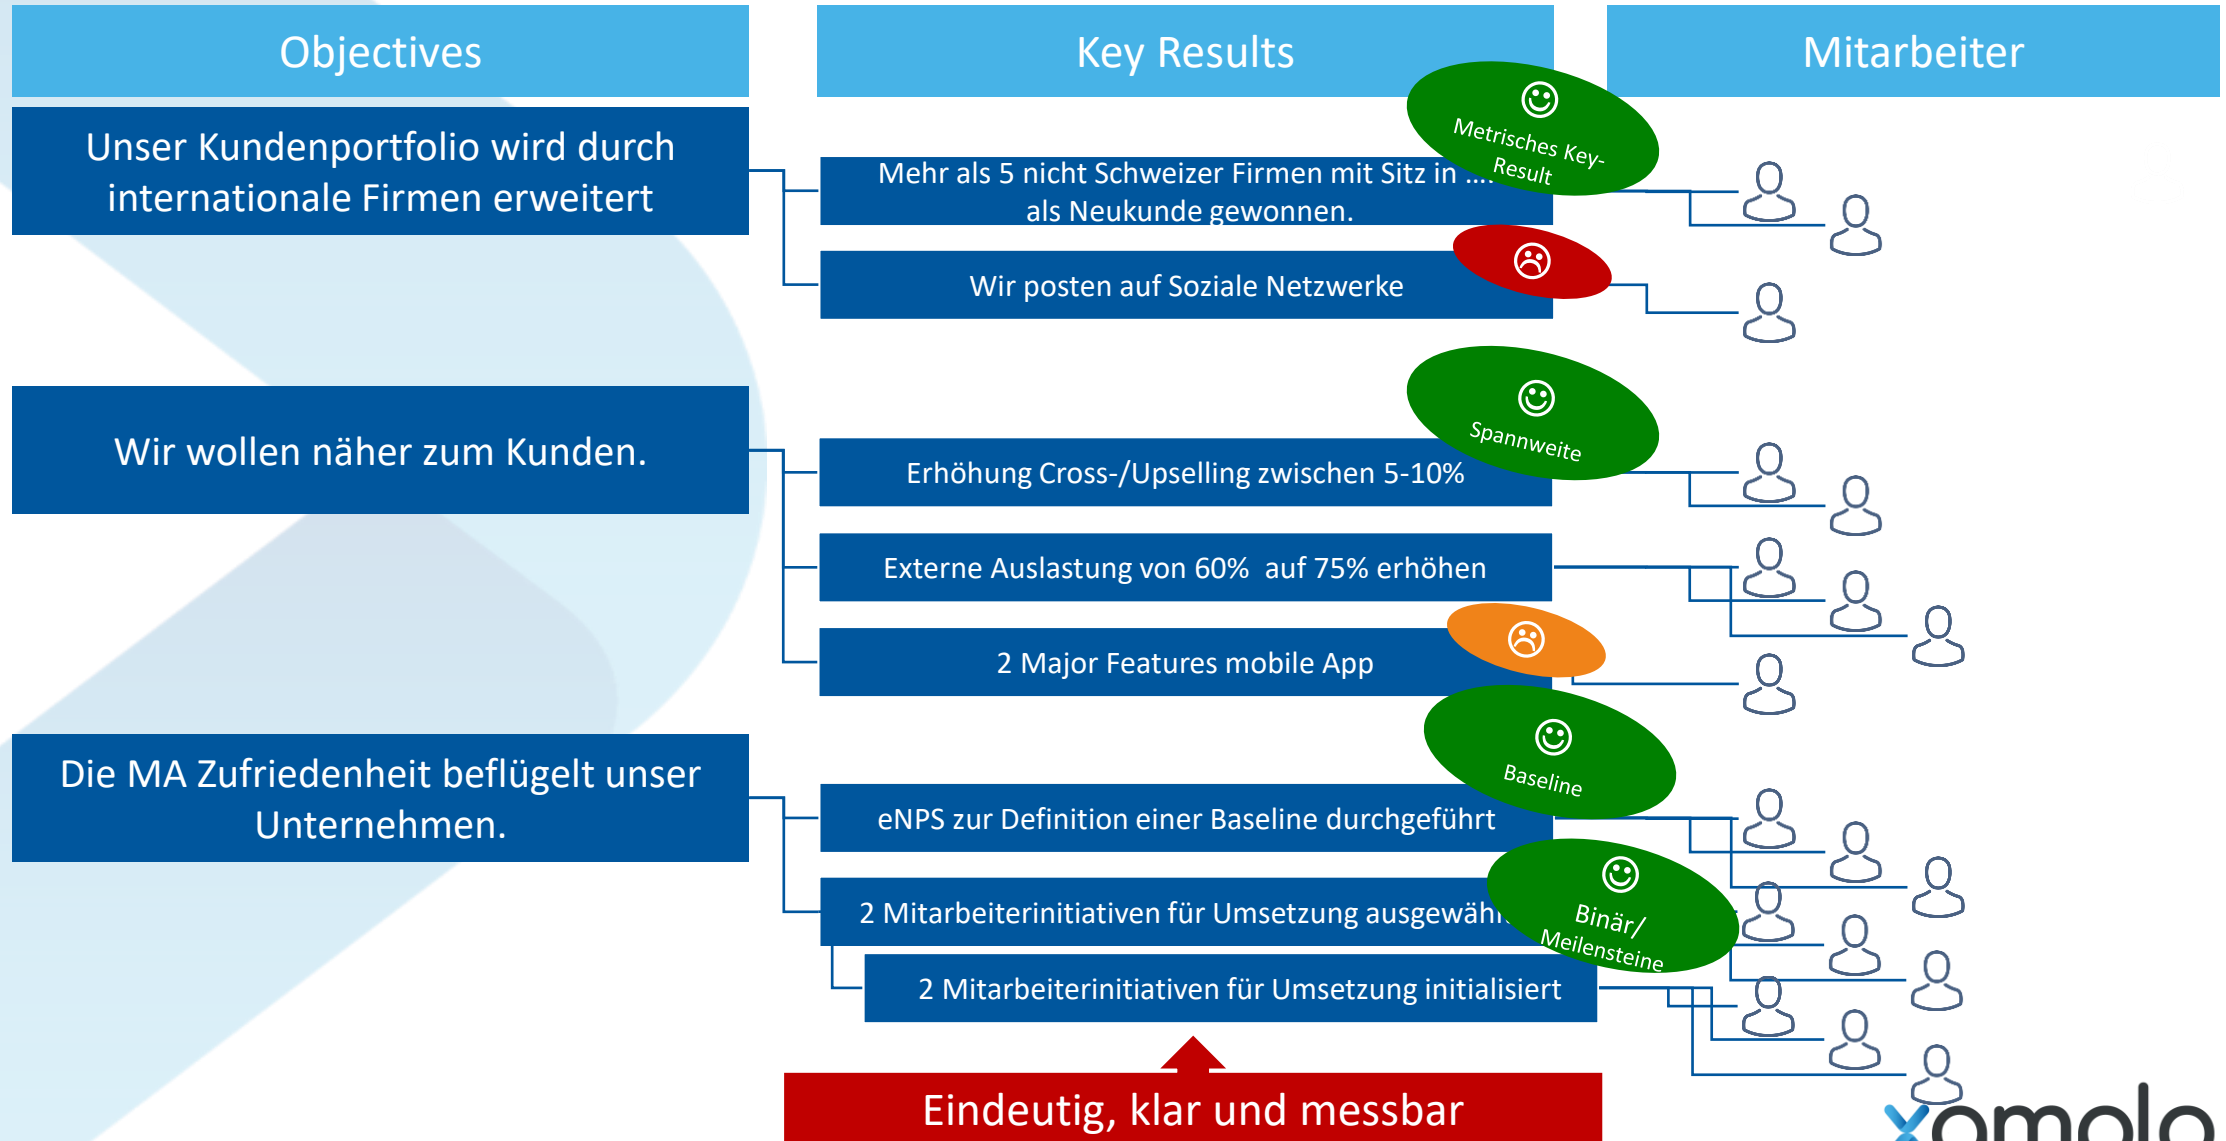 Objectives
Key Results
Mitarbeiter
Unser Kundenportfolio wird durch
internationale Firmen erweitert
Metrisches Key-
Result
Mehr als 5 nicht Schweizer Firmen mit Sitz in ....
als Neukunde gewonnen.
Wir posten auf Soziale Netzwerke
Wir wollen näher zum Kunden.
Spannweite
Erhöhung Cross-/Upselling zwischen 5-10%
Externe Auslastung von 60% auf 75% erhöhen
2 Major Features mobile App
Die MA Zufriedenheit beflügelt unser
Unternehmen.
Baseline
eNPS zur Definition einer Baseline durchgeführt
2 Mitarbeiterinitiativen für Umsetzung ausgewähl
Binär/
Meilensteine
2 Mitarbeiterinitiativen für Umsetzung initialisiert
Eindeutig, klar und messbar
xomolo